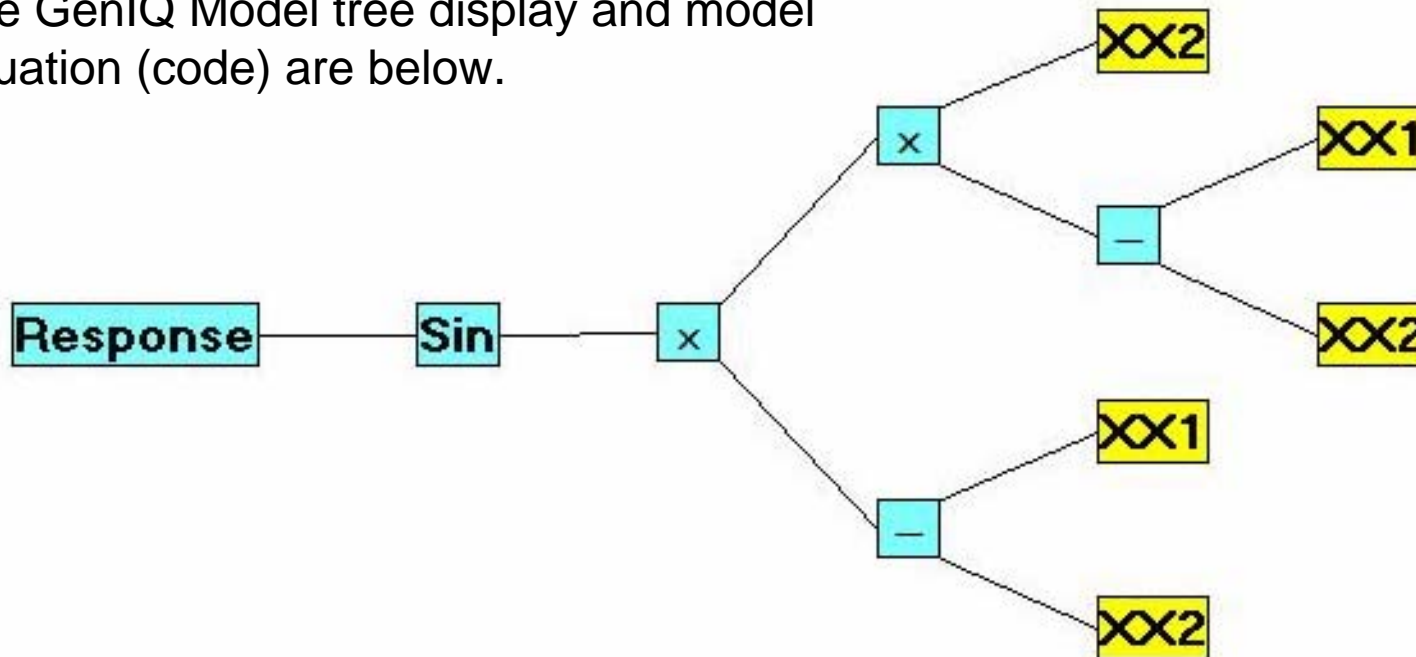 e GenIQ Model tree display and model
uation (code) are below.
XX2
×
XX1
–
Response
Sin
×
XX2
XX1
–
XX2